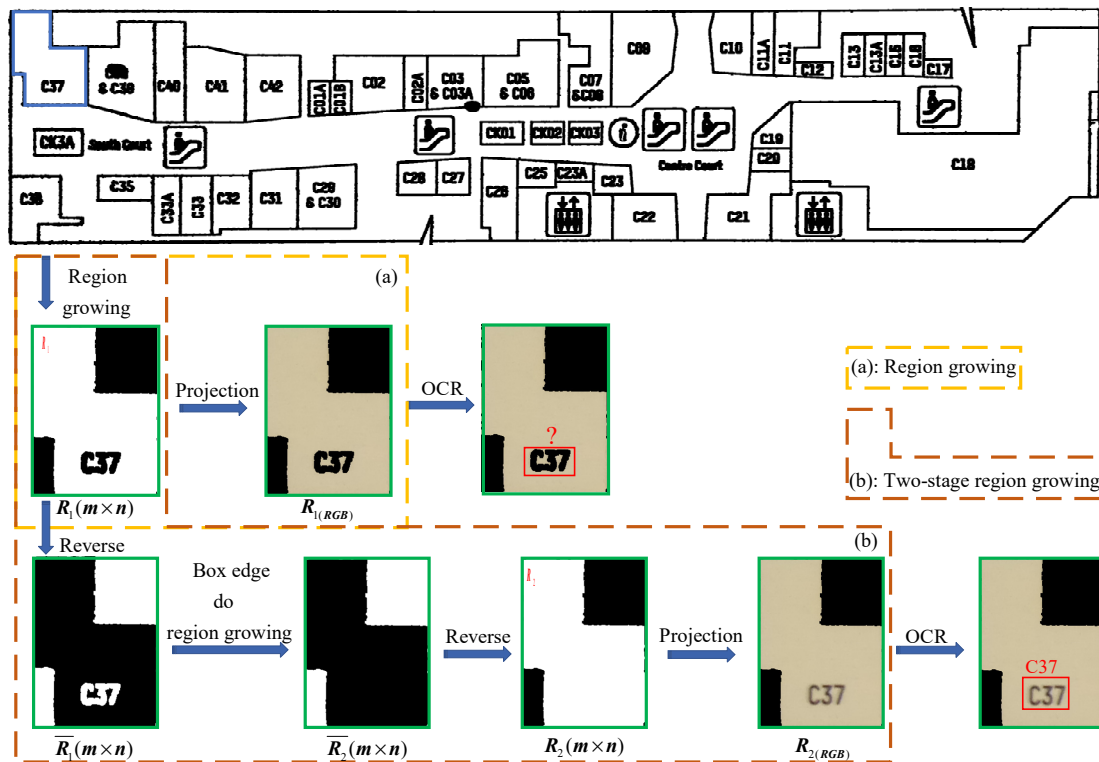 C37
& C39
C40
C41
C42
C01A
C01B
C02
C02A
C03
& C03A
C05
& C06
C07
&C08
C09
C10
C11A
C11
C12
C13
C13A
C15
C16
C17
CK3A
South Court
CK01
CK02
CK03
Centre Court
C19
C20
C18
C36
C35
C33A
C33
C32
C31
C29
& C30
C28
C27
C26
C25
C23A
C23
C22
C21
Region
growing
(a)
l1
C37
R1(m×n)
Projection
C37
R1(RGB)
OCR
?
C37
(a): Region growing
(b): Two-stage region growing
Reverse
(b)
C37
R̅1(m×n)
Box edge
do
region growing
R̅2(m×n)
Reverse
l2
R2(m×n)
Projection
C37
R2(RGB)
OCR
C37
C37